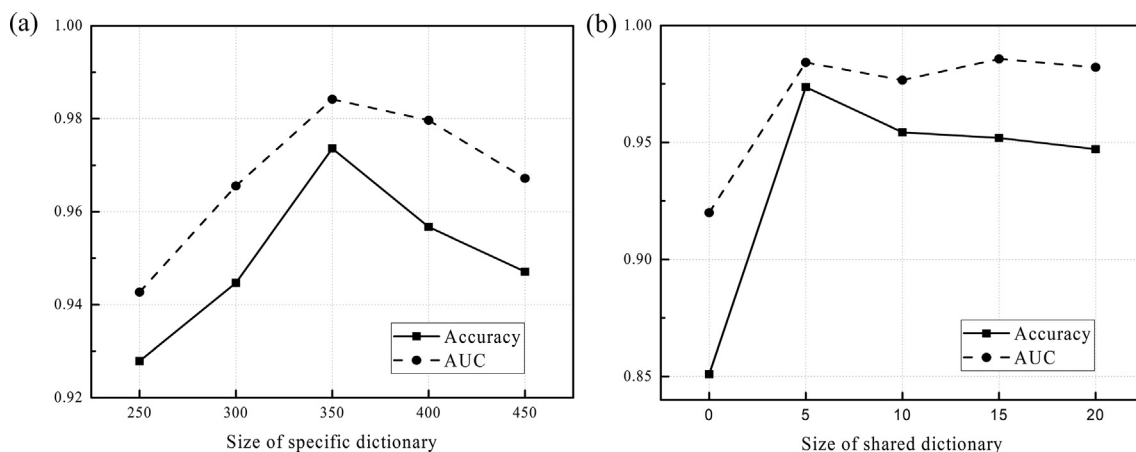 (a)
1.00
0.98
0.96
0.94
0.92
250 300 350 400 450
Size of specific dictionary
Accuracy
AUC
(b)
1.00
0.95
0.90
0.85
0 5 10 15 20
Size of shared dictionary
Accuracy
AUC